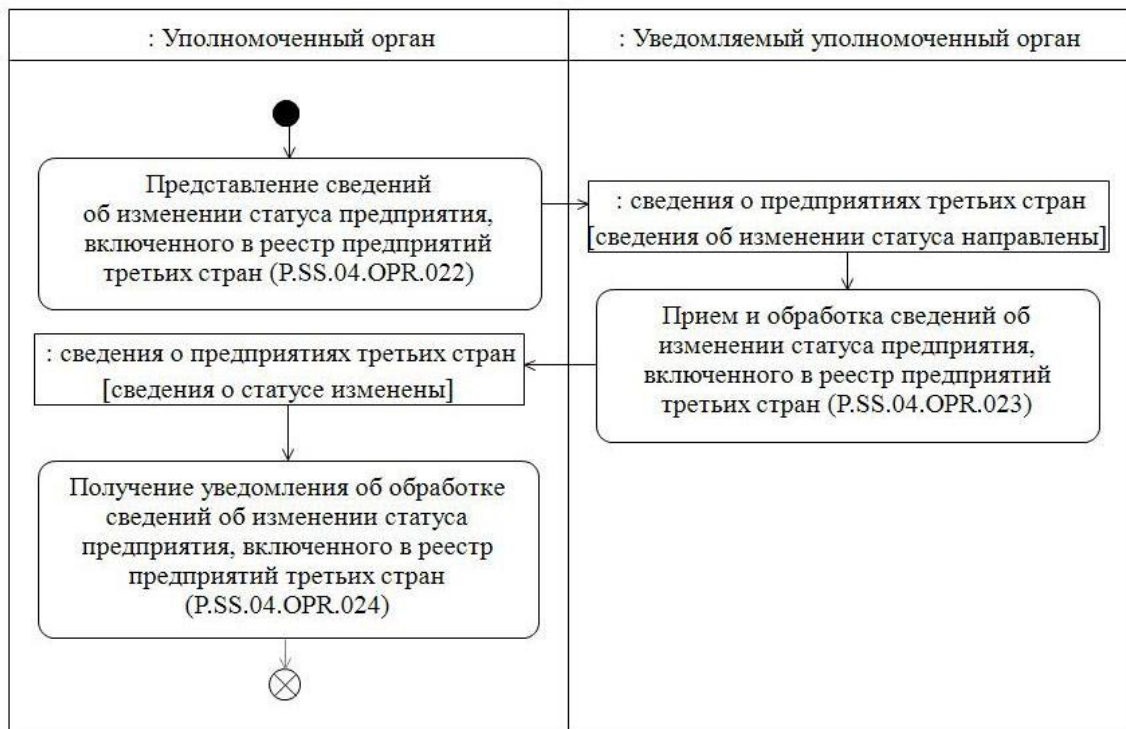 : Уполномоченный орган
: Уведомляемый уполномоченный орган
Представление сведений
об изменении статуса предприятия,
включенного в реестр предприятий
третьих стран (P.SS.04.OPR.022)
: сведения о предприятиях третьих стран
[сведения об изменении статуса направлены]
Прием и обработка сведений об
изменении статуса предприятия,
включенного в реестр предприятий
третьих стран (P.SS.04.OPR.023)
: сведения о предприятиях третьих стран
[сведения о статусе изменены]
Получение уведомления об обработке
сведений об изменении статуса
предприятия, включенного в реестр
предприятий третьих стран
(P.SS.04.OPR.024)